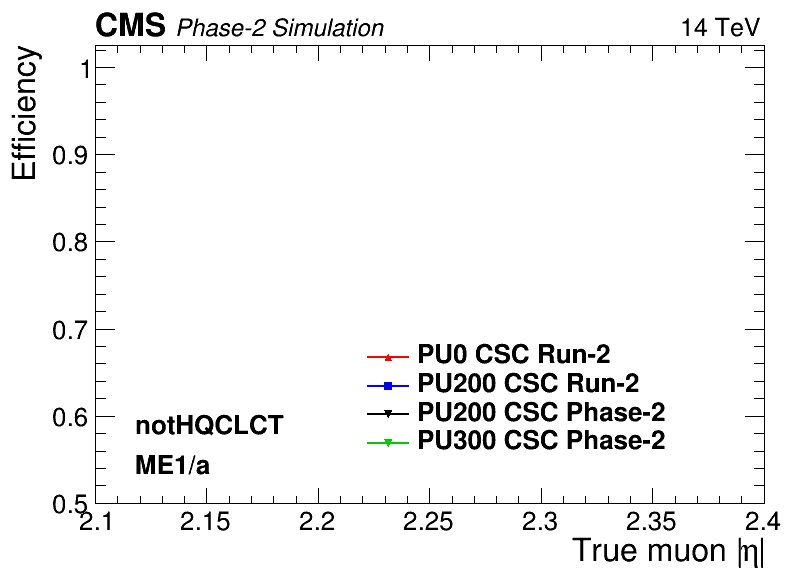 CMS Phase-2 Simulation 14 TeV
Efficiency
1
0.9
0.8
0.7
0.6
0.5
PU0 CSC Run-2
PU200 CSC Run-2
PU200 CSC Phase-2
PU300 CSC Phase-2
notHQCLCT
ME1/a
2.1 2.15 2.2 2.25 2.3 2.35 2.4
True muon |η|